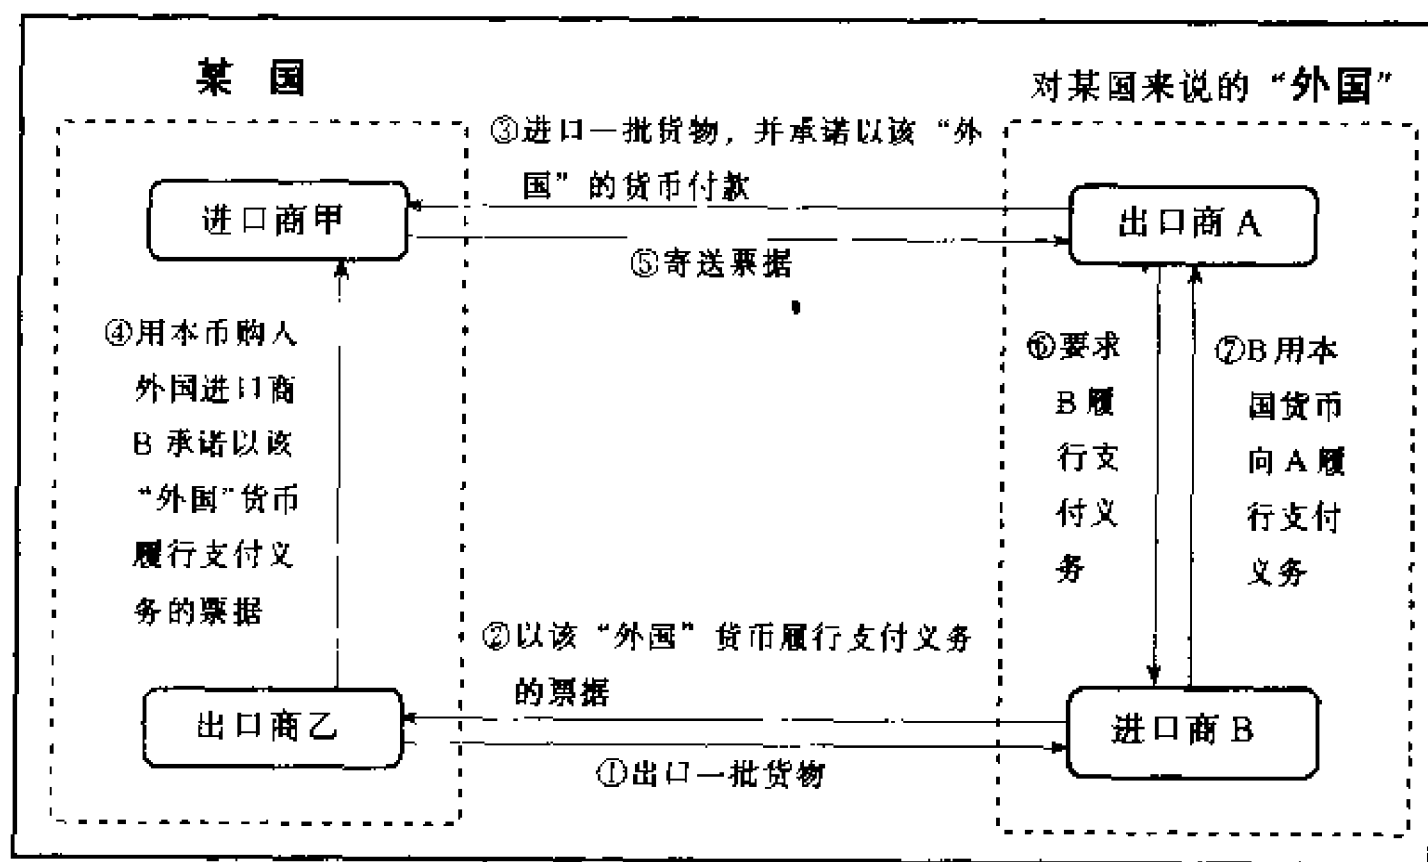 某 国
对某国来说的“外国”
③进口一批货物，并承诺以该“外
国”的货币付款
进口商甲
出口商 A
⑤寄送票据
④用本币购入
外国进口商
B 承诺以该
“外国”货币
履行支付义
务的票据
⑥要求
B 履
行支
付义
务
⑦B 用本
国货币
向 A 履
行支付
义务
②以该“外国”货币履行支付义务
的票据
出口商乙
进口商 B
①出口一批货物